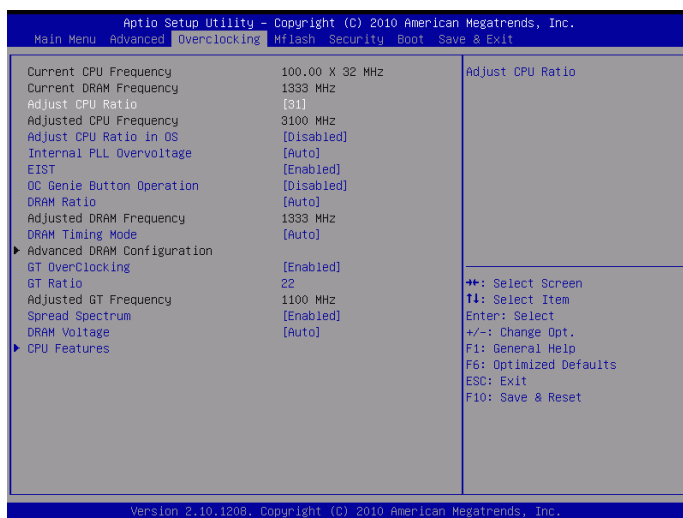 Aptio Setup Utility – Copyright (C) 2010 American Megatrends, Inc.
Main Menu Advanced Overclocking Mflash Security Boot Save & Exit
Current CPU Frequency 100.00 X 32 MHz
Current DRAM Frequency 1333 MHz
Adjust CPU Ratio [31]
Adjusted CPU Frequency 3100 MHz
Adjust CPU Ratio in OS [Disabled]
Internal PLL Overvoltage [Auto]
EIST [Enabled]
OC Genie Button Operation [Disabled]
DRAM Ratio [Auto]
Adjusted DRAM Frequency 1333 MHz
DRAM Timing Mode [Auto]
Advanced DRAM Configuration
GT OverClocking [Enabled]
GT Ratio 22
Adjusted GT Frequency 1100 MHz
Spread Spectrum [Enabled]
DRAM Voltage [Auto]
CPU Features
Adjust CPU Ratio
→←: Select Screen
↑↓: Select Item
Enter: Select
+/-: Change Opt.
F1: General Help
F6: Optimized Defaults
ESC: Exit
F10: Save & Reset
Version 2.10.1208. Copyright (C) 2010 American Megatrends, Inc.